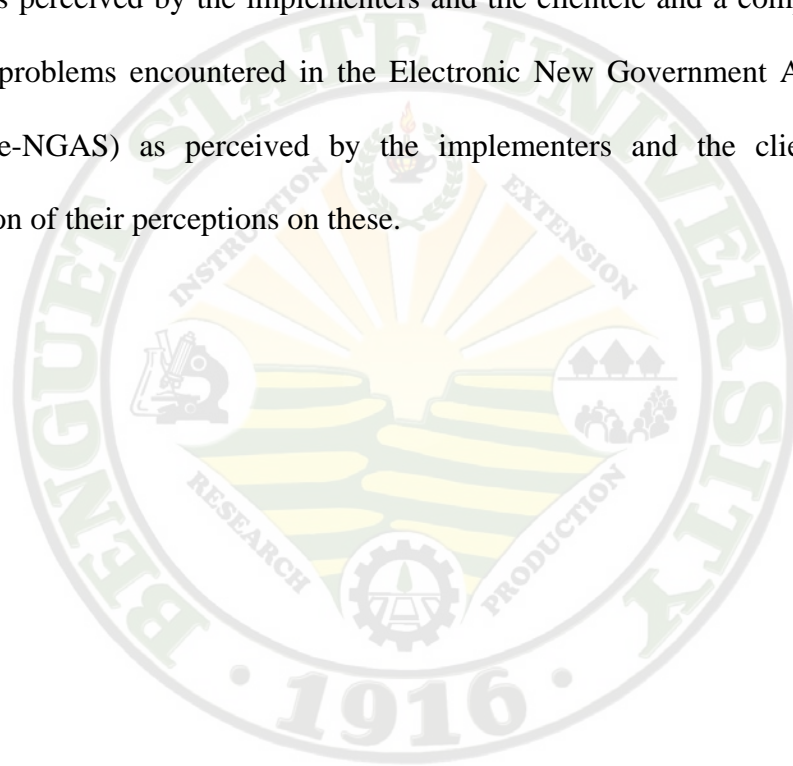 s perceived by the implementers and the clientele and a com
problems encountered in the Electronic New Government A
e-NGAS) as perceived by the implementers and the clie
on of their perceptions on these.
BENGUET STATE UNIVERSITY
INSTRUCTION
EXTENSION
RESEARCH
PRODUCTION
• 1916 •